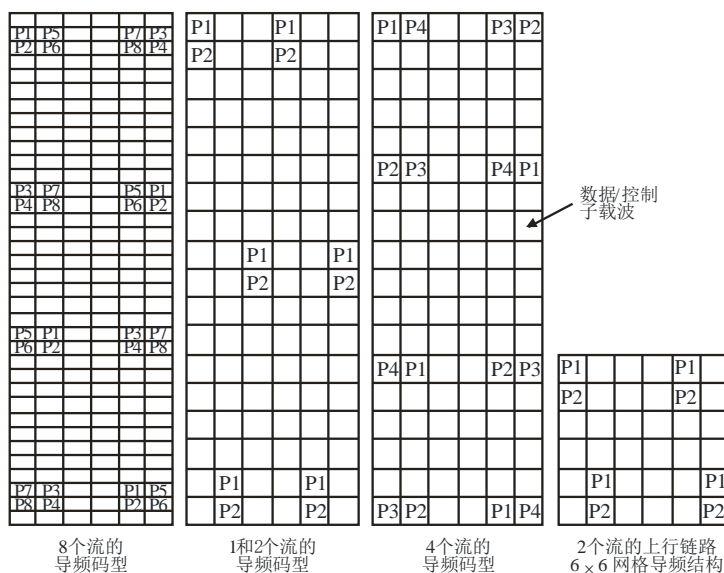 P1 P5 P7 P3
P2 P6 P8 P4
P3 P7 P5 P1
P4 P8 P6 P2
P5 P1 P3 P7
P6 P2 P4 P8
P7 P3 P1 P5
P8 P4 P2 P6
8个流的
导频码型
P1 P1
P2 P2
P1 P1
P2 P2
P1 P1
P2 P2
1和2个流的
导频码型
P1 P4 P3 P2
P2 P3 P4 P1
P4 P1 P2 P3
P3 P2 P1 P4
4个流的
导频码型
数据/控制
子载波
P1 P1
P2 P2
P1 P1
P2 P2
2个流的上行链路
6×6 网格导频结构